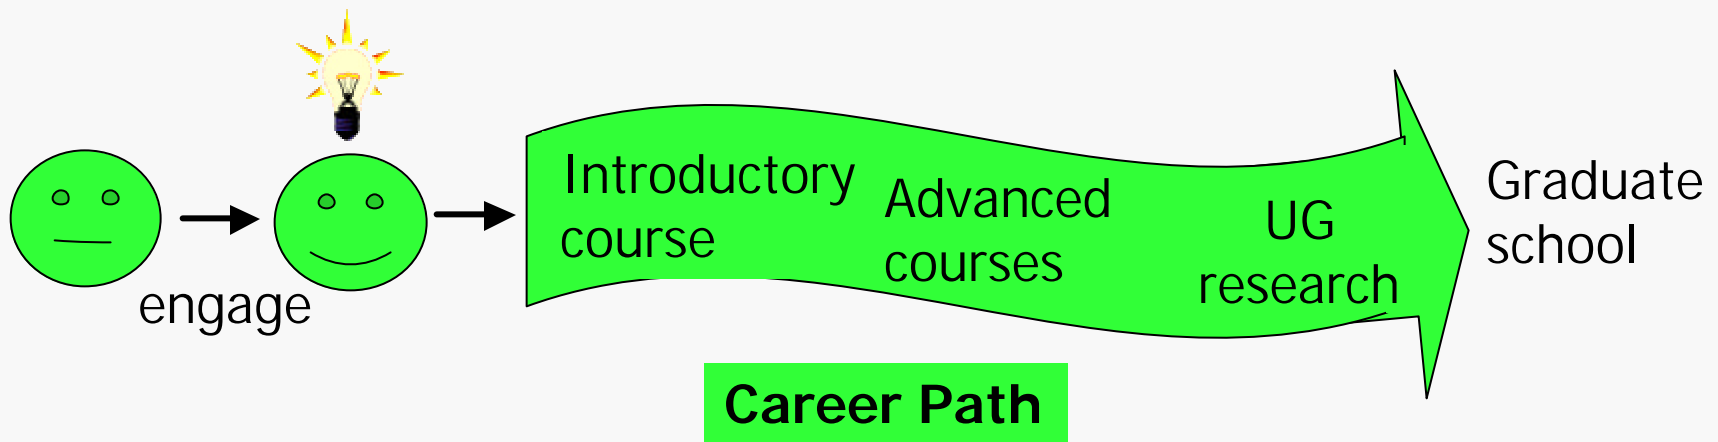 engage
Introductory
course
Advanced
courses
UG
research
Graduate
school
Career Path